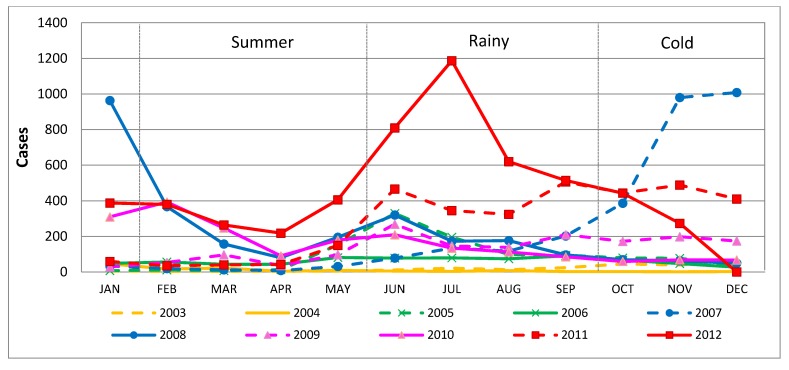 1400
Summer Rainy Cold
1200
1000
800
600
400
200
0
Cases
JAN FEB MAR APR MAY JUN JUL AUG SEP OCT NOV DEC
2003 2004 2005 2006 2007
2008 2009 2010 2011 2012